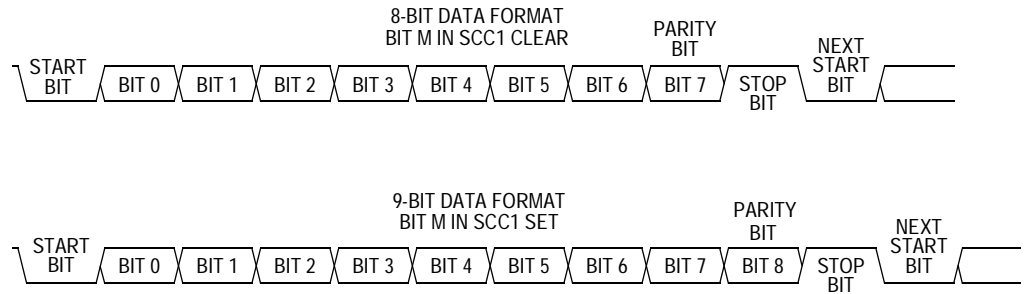 8-BIT DATA FORMAT
BIT M IN SCC1 CLEAR
PARITY
BIT
START
BIT
BIT 0
BIT 1
BIT 2
BIT 3
BIT 4
BIT 5
BIT 6
BIT 7
STOP
BIT
NEXT
START
BIT
9-BIT DATA FORMAT
BIT M IN SCC1 SET
PARITY
BIT
START
BIT
BIT 0
BIT 1
BIT 2
BIT 3
BIT 4
BIT 5
BIT 6
BIT 7
BIT 8
STOP
BIT
NEXT
START
BIT